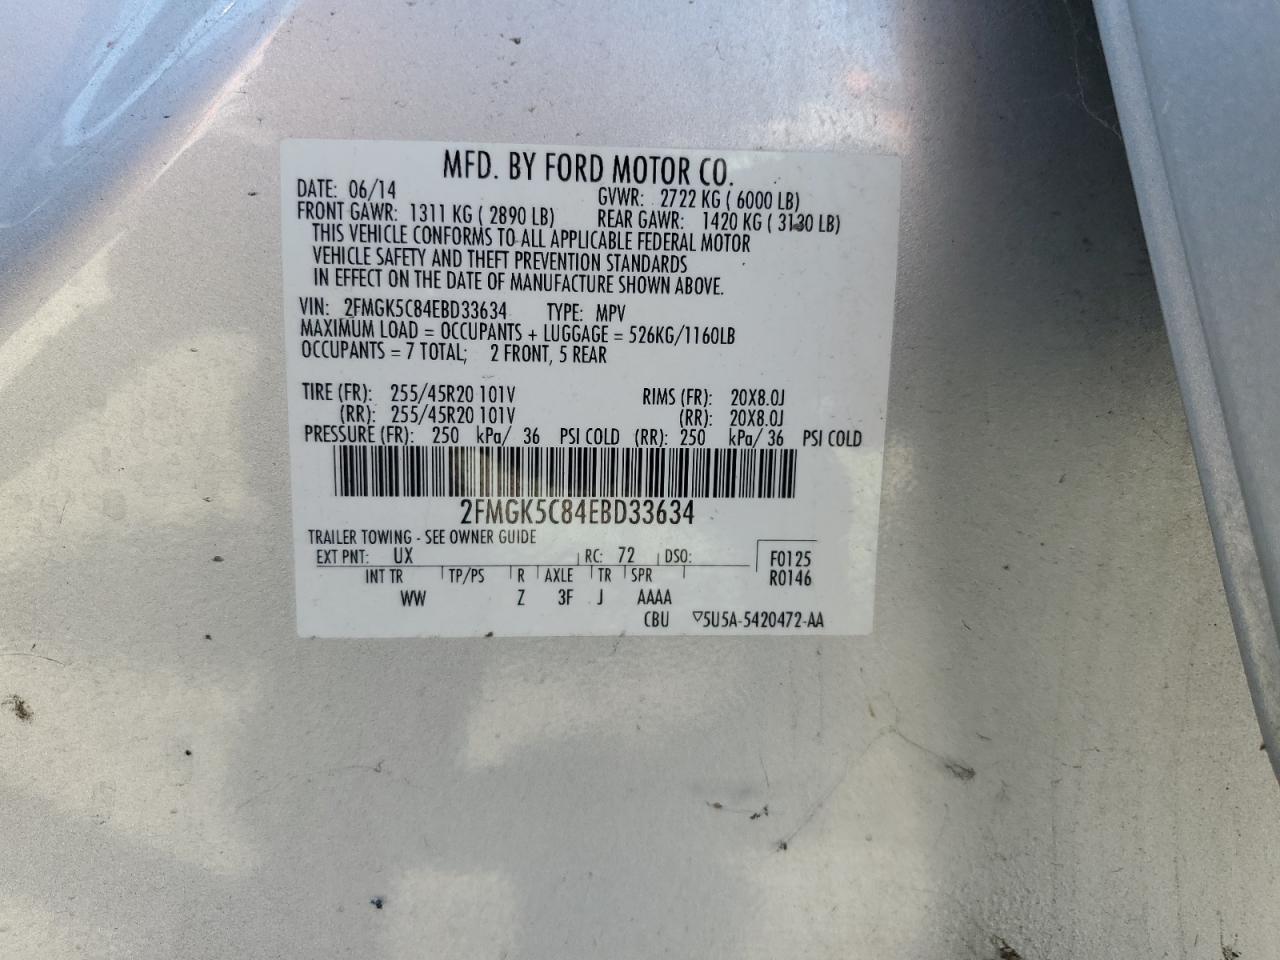 MFD. BY FORD MOTOR CO.
DATE: 06/14 GVWR: 2722 KG ( 6000 LB)
FRONT GAWR: 1311 KG ( 2890 LB) REAR GAWR: 1420 KG ( 3130 LB)
THIS VEHICLE CONFORMS TO ALL APPLICABLE FEDERAL MOTOR
VEHICLE SAFETY AND THEFT PREVENTION STANDARDS
IN EFFECT ON THE DATE OF MANUFACTURE SHOWN ABOVE.
VIN: 2FMGK5C84EBD33634 TYPE: MPV
MAXIMUM LOAD = OCCUPANTS + LUGGAGE = 526KG/1160LB
OCCUPANTS = 7 TOTAL; 2 FRONT, 5 REAR
TIRE (FR): 255/45R20 101V RIMS (FR): 20X8.0J
(RR): 255/45R20 101V (RR): 20X8.0J
PRESSURE (FR): 250 kPa/ 36 PSI COLD (RR): 250 kPa/ 36 PSI COLD
2FMGK5C84EBD33634
TRAILER TOWING - SEE OWNER GUIDE
EXT PNT: UX RC: 72 DSO: F0125
INT TR TP/PS R AXLE TR SPR R0146
WW Z 3F J AAAA
CBU ▽5U5A-5420472-AA